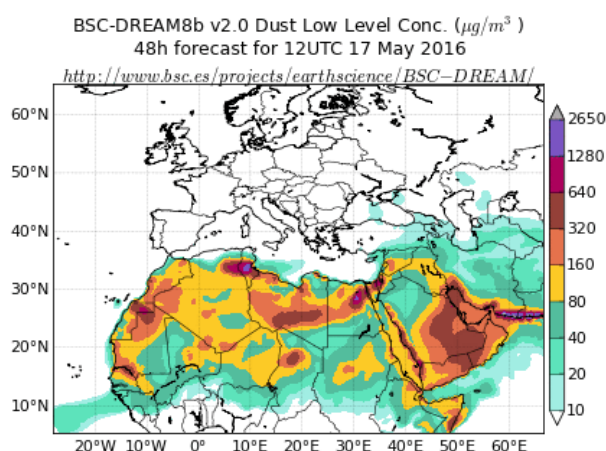 BSC-DREAM8b v2.0 Dust Low Level Conc. (μg/m³ )
48h forecast for 12UTC 17 May 2016
http://www.bsc.es/projects/earthscience/BSC−DREAM/
60°N
50°N
40°N
30°N
20°N
10°N
20°W 10°W 0° 10°E 20°E 30°E 40°E 50°E 60°E
2650
1280
640
320
160
80
40
20
10